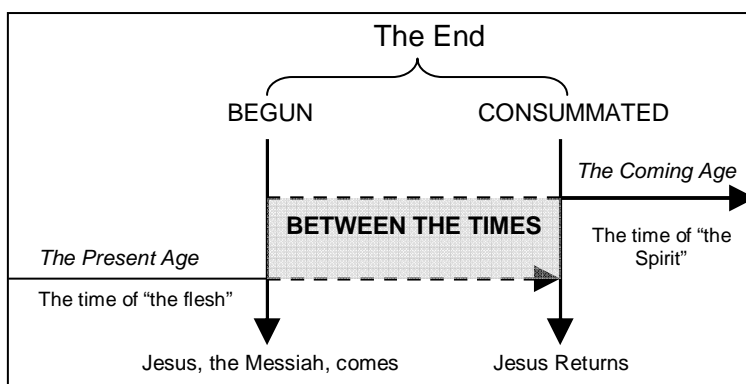 The End
BEGUN
CONSUMMATED
The Coming Age
BETWEEN THE TIMES
The time of “the
Spirit”
The Present Age
The time of “the flesh”
Jesus, the Messiah, comes
Jesus Returns